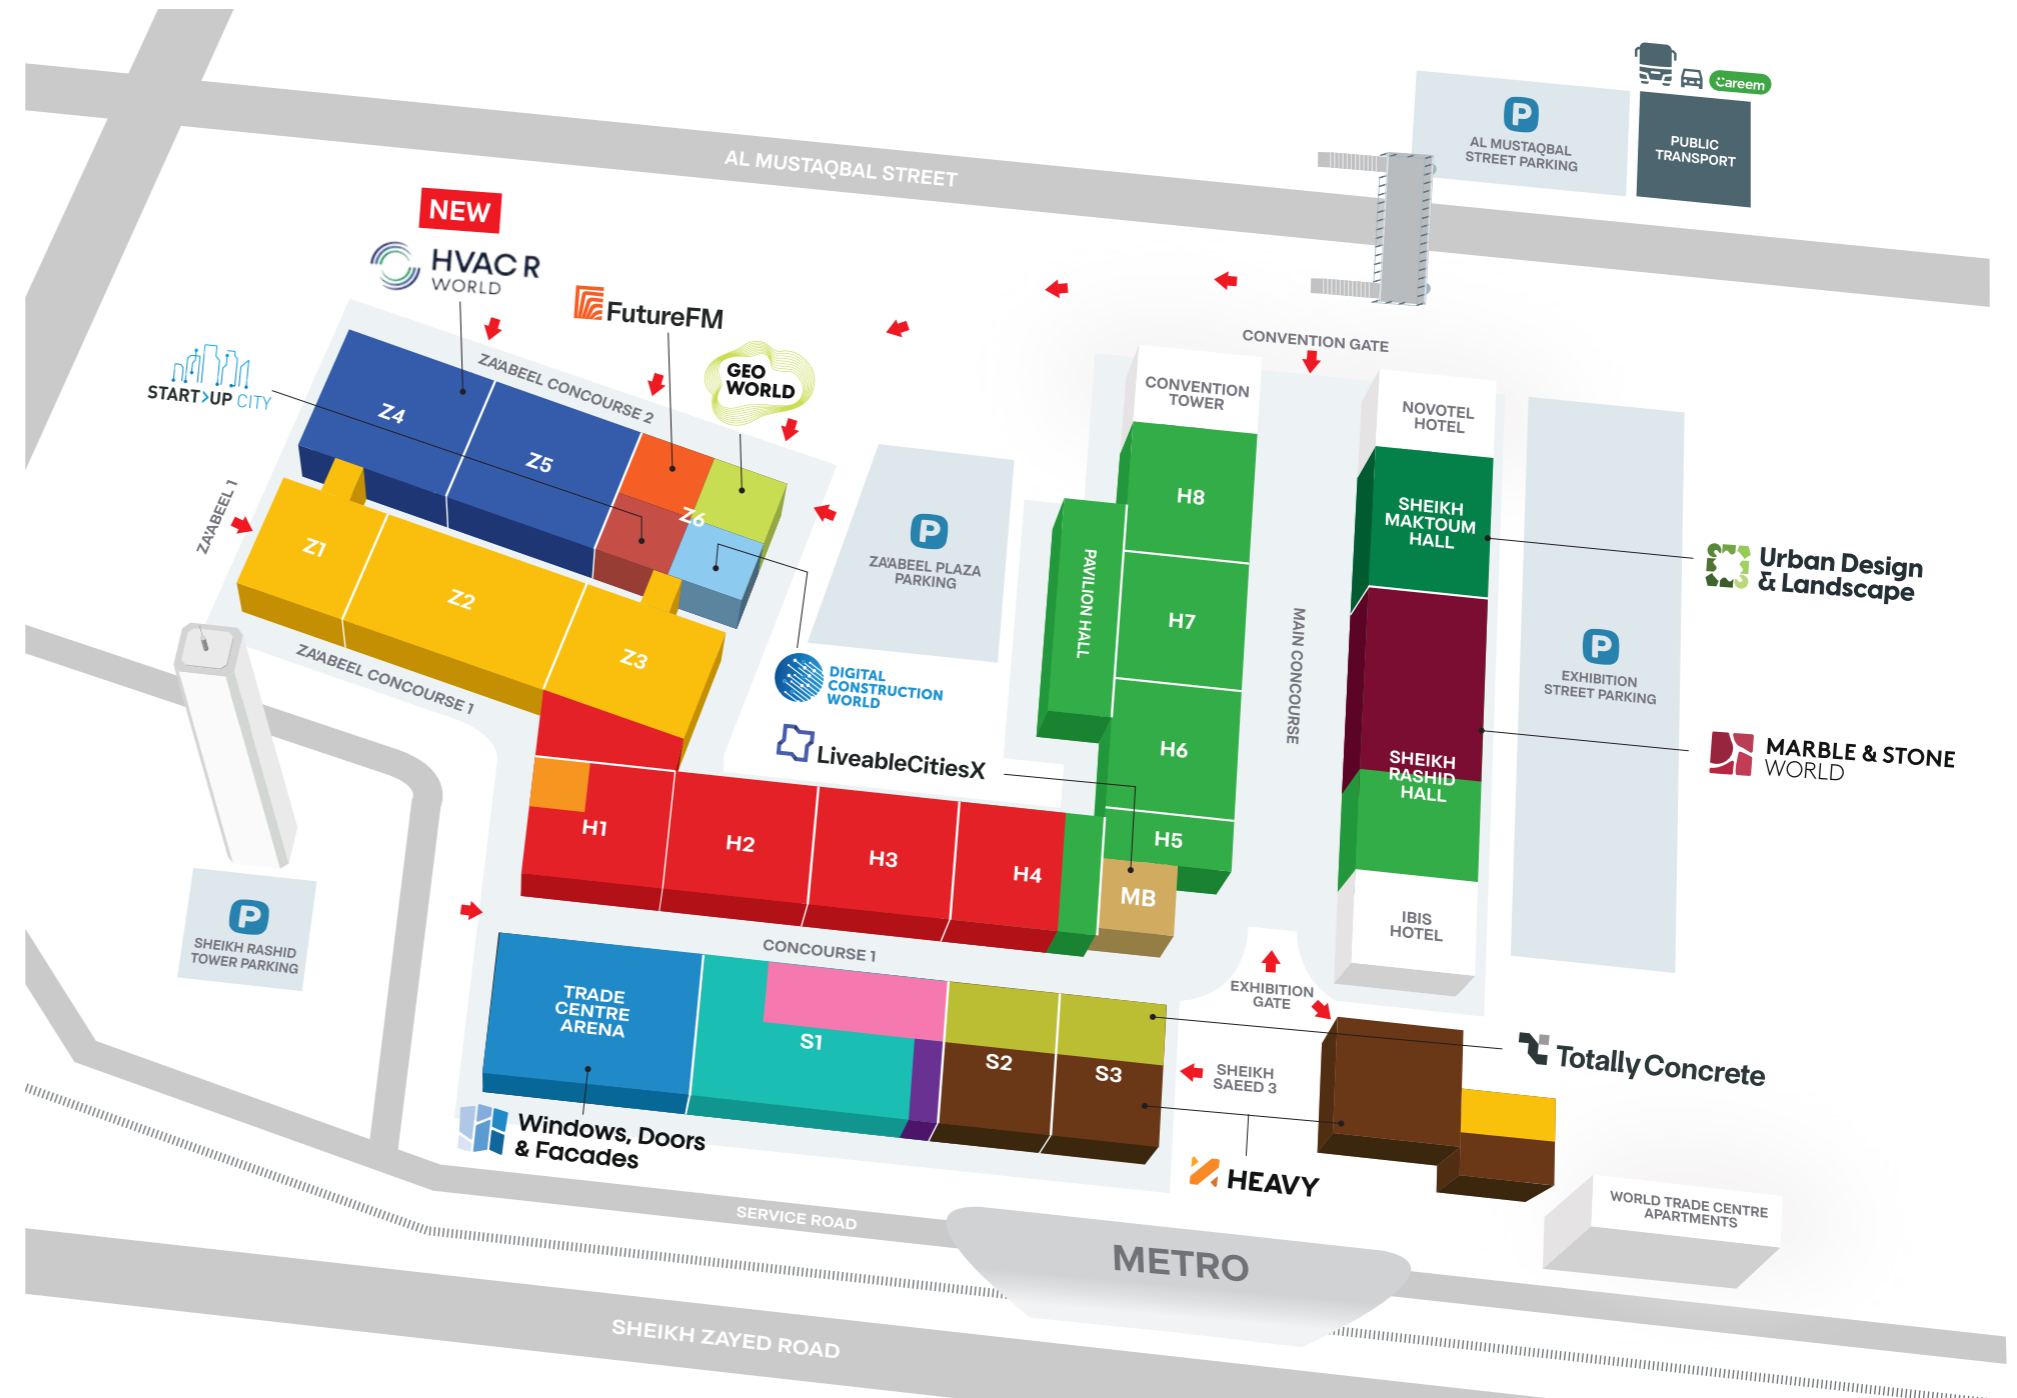 Careem
P
AL MUSTAQBAL
STREET PARKING
PUBLIC
TRANSPORT
AL MUSTAQBAL STREET
NEW
HVAC R
WORLD
FutureFM
GEO
WORLD
START>UP CITY
ZA'ABEEL CONCOURSE 2
CONVENTION GATE
CONVENTION
TOWER
NOVOTEL
HOTEL
Z4
Z5
Z6
ZA'ABEEL 1
Z1
Z2
Z3
ZA'ABEEL CONCOURSE 1
P
ZA'ABEEL PLAZA
PARKING
PAVILION HALL
H8
H7
H6
H5
MAIN CONCOURSE
SHEIKH
MAKTOUM
HALL
Urban Design
& Landscape
P
EXHIBITION
STREET PARKING
SHEIKH
RASHID
HALL
MARBLE & STONE
WORLD
DIGITAL
CONSTRUCTION
WORLD
LiveableCitiesX
H1
H2
H3
H4
MB
IBIS
HOTEL
P
SHEIKH RASHID
TOWER PARKING
CONCOURSE 1
TRADE
CENTRE
ARENA
S1
S2
S3
EXHIBITION
GATE
SHEIKH
SAEED 3
Totally Concrete
Windows, Doors
& Facades
HEAVY
WORLD TRADE CENTRE
APARTMENTS
SERVICE ROAD
METRO
SHEIKH ZAYED ROAD